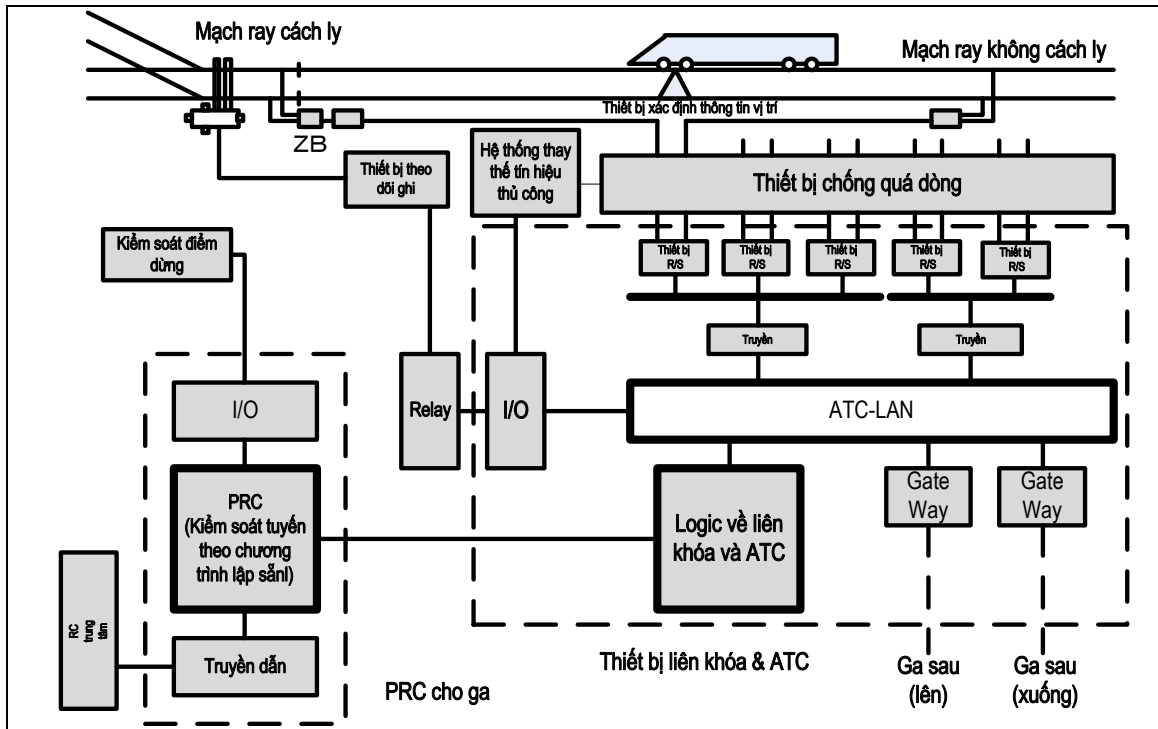 Mạch ray cách ly
Mạch ray không cách ly
Thiết bị xác định thông tin vị trí
ZB
Thiết bị theo
dõi ghi
Hệ thống thay
thế tín hiệu
thủ công
Thiết bị chống quá dòng
Kiểm soát điểm
dừng
Thiết bị
R/S
Thiết bị
R/S
Thiết bị
R/S
Thiết bị
R/S
Thiết bị
R/S
Truyền
Truyền
I/O
Relay
I/O
ATC-LAN
PRC
(Kiểm soát tuyến
theo chương
trình lập sẵnl)
Logic về liên
khóa và ATC
Gate
Way
Gate
Way
RC
trung
tâm
Truyền dẫn
PRC cho ga
Thiết bị liên khóa & ATC
Ga sau
(lên)
Ga sau
(xuống)